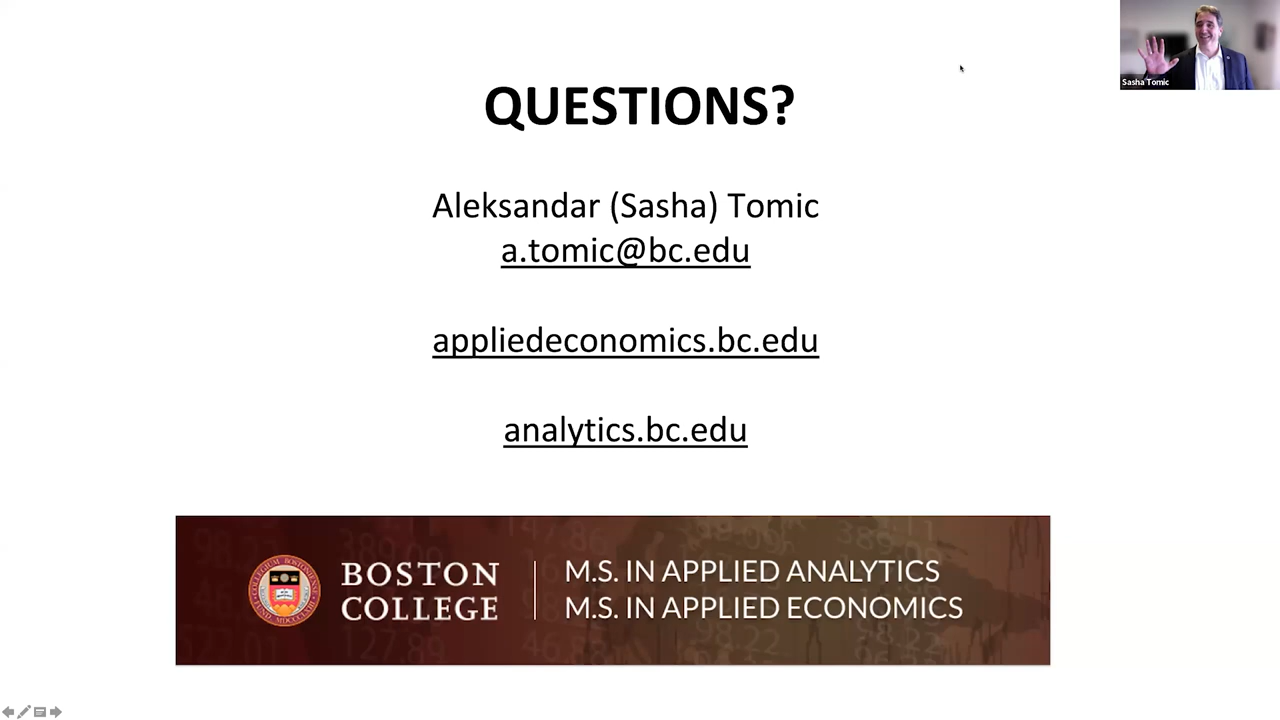 QUESTIONS?
Sasha Tomic
Aleksandar (Sasha) Tomic
a.tomic@bc.edu
appliedeconomics.bc.edu
analytics.bc.edu
BOSTON
COLLEGE
M.S. IN APPLIED ANALYTICS
M.S. IN APPLIED ECONOMICS